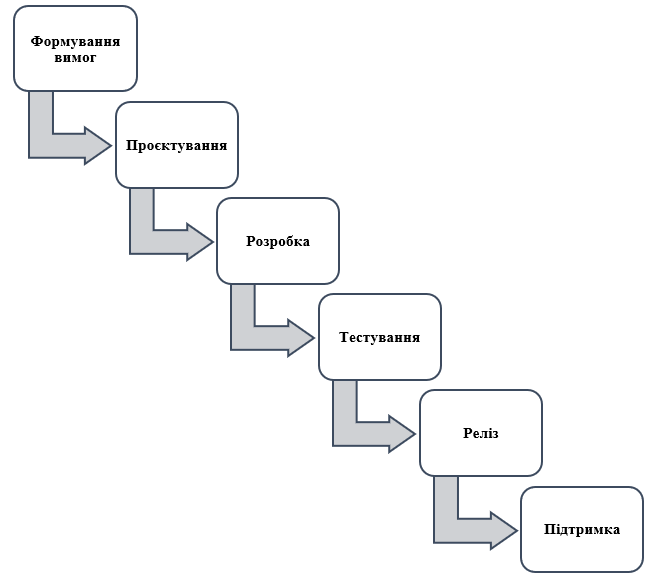 Формування
вимог
Проєктування
Розробка
Тестування
Реліз
Підтримка